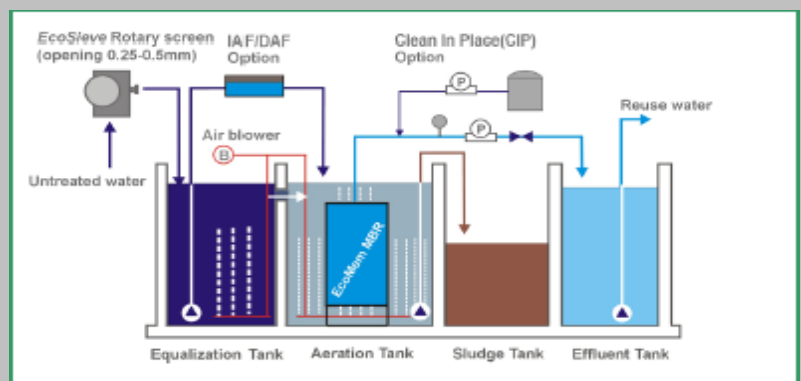 EcoSieve Rotary screen
(opening 0.25-0.5mm)
IAF/DAF
Option
Clean In Place(CIP)
Option
P
Reuse water
Air blower
P
B
Untreated water
EcoMem MBR
Equalization Tank
Aeration Tank
Sludge Tank
Effluent Tank